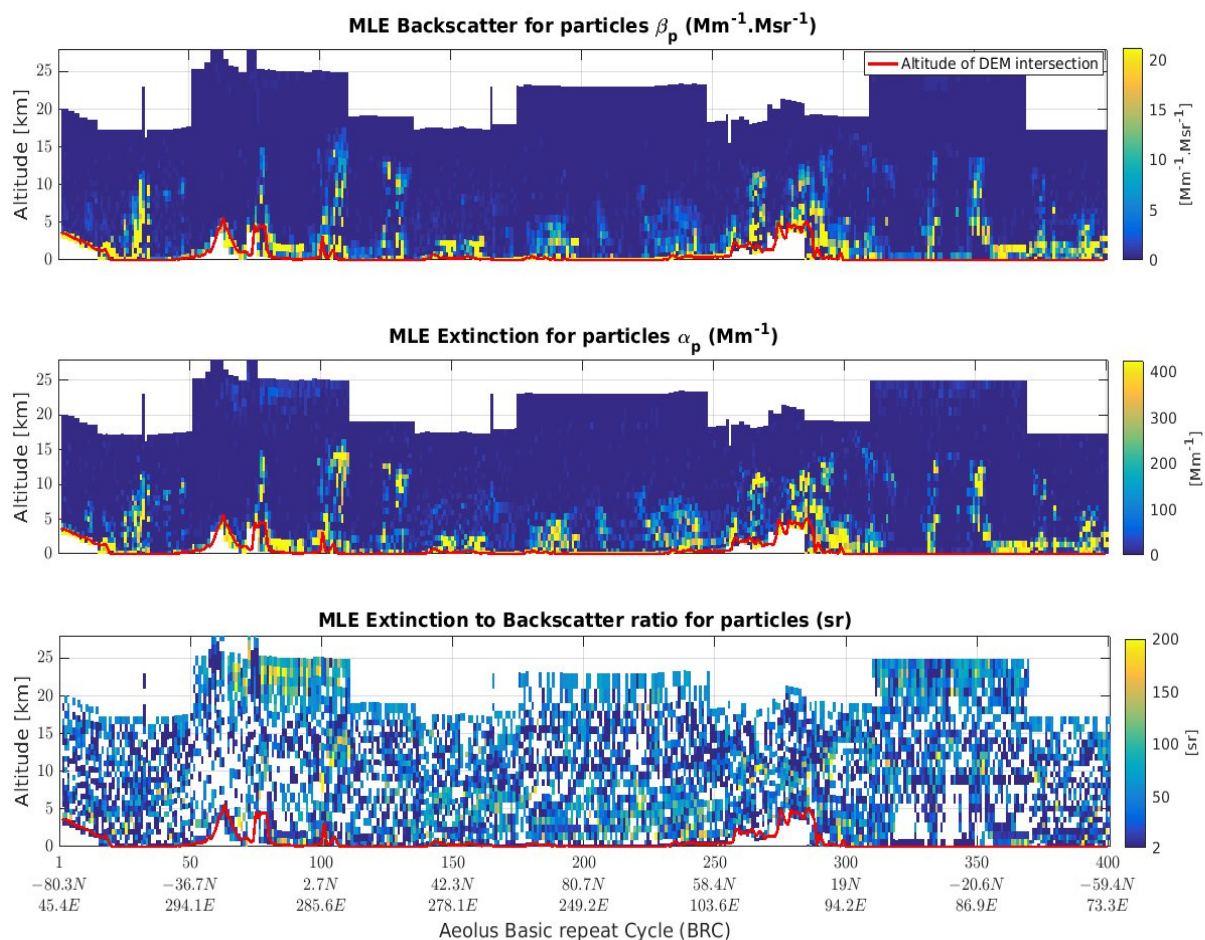 MLE Backscatter for particles βp (Mm-1.Msr-1)
Altitude [km]
25
20
15
10
5
0
Altitude of DEM intersection
20
15
10
5
0
[Mm-1.Msr-1]
MLE Extinction for particles αp (Mm-1)
Altitude [km]
25
20
15
10
5
0
400
300
200
100
0
[Mm-1]
MLE Extinction to Backscatter ratio for particles (sr)
Altitude [km]
25
20
15
10
5
0
200
150
100
50
2
[sr]
1 50 100 150 200 250 300 350 400
−80.3N −36.7N 2.7N 42.3N 80.7N 58.4N 19N −20.6N −59.4N
45.4E 294.1E 285.6E 278.1E 249.2E 103.6E 94.2E 86.9E 73.3E
Aeolus Basic repeat Cycle (BRC)